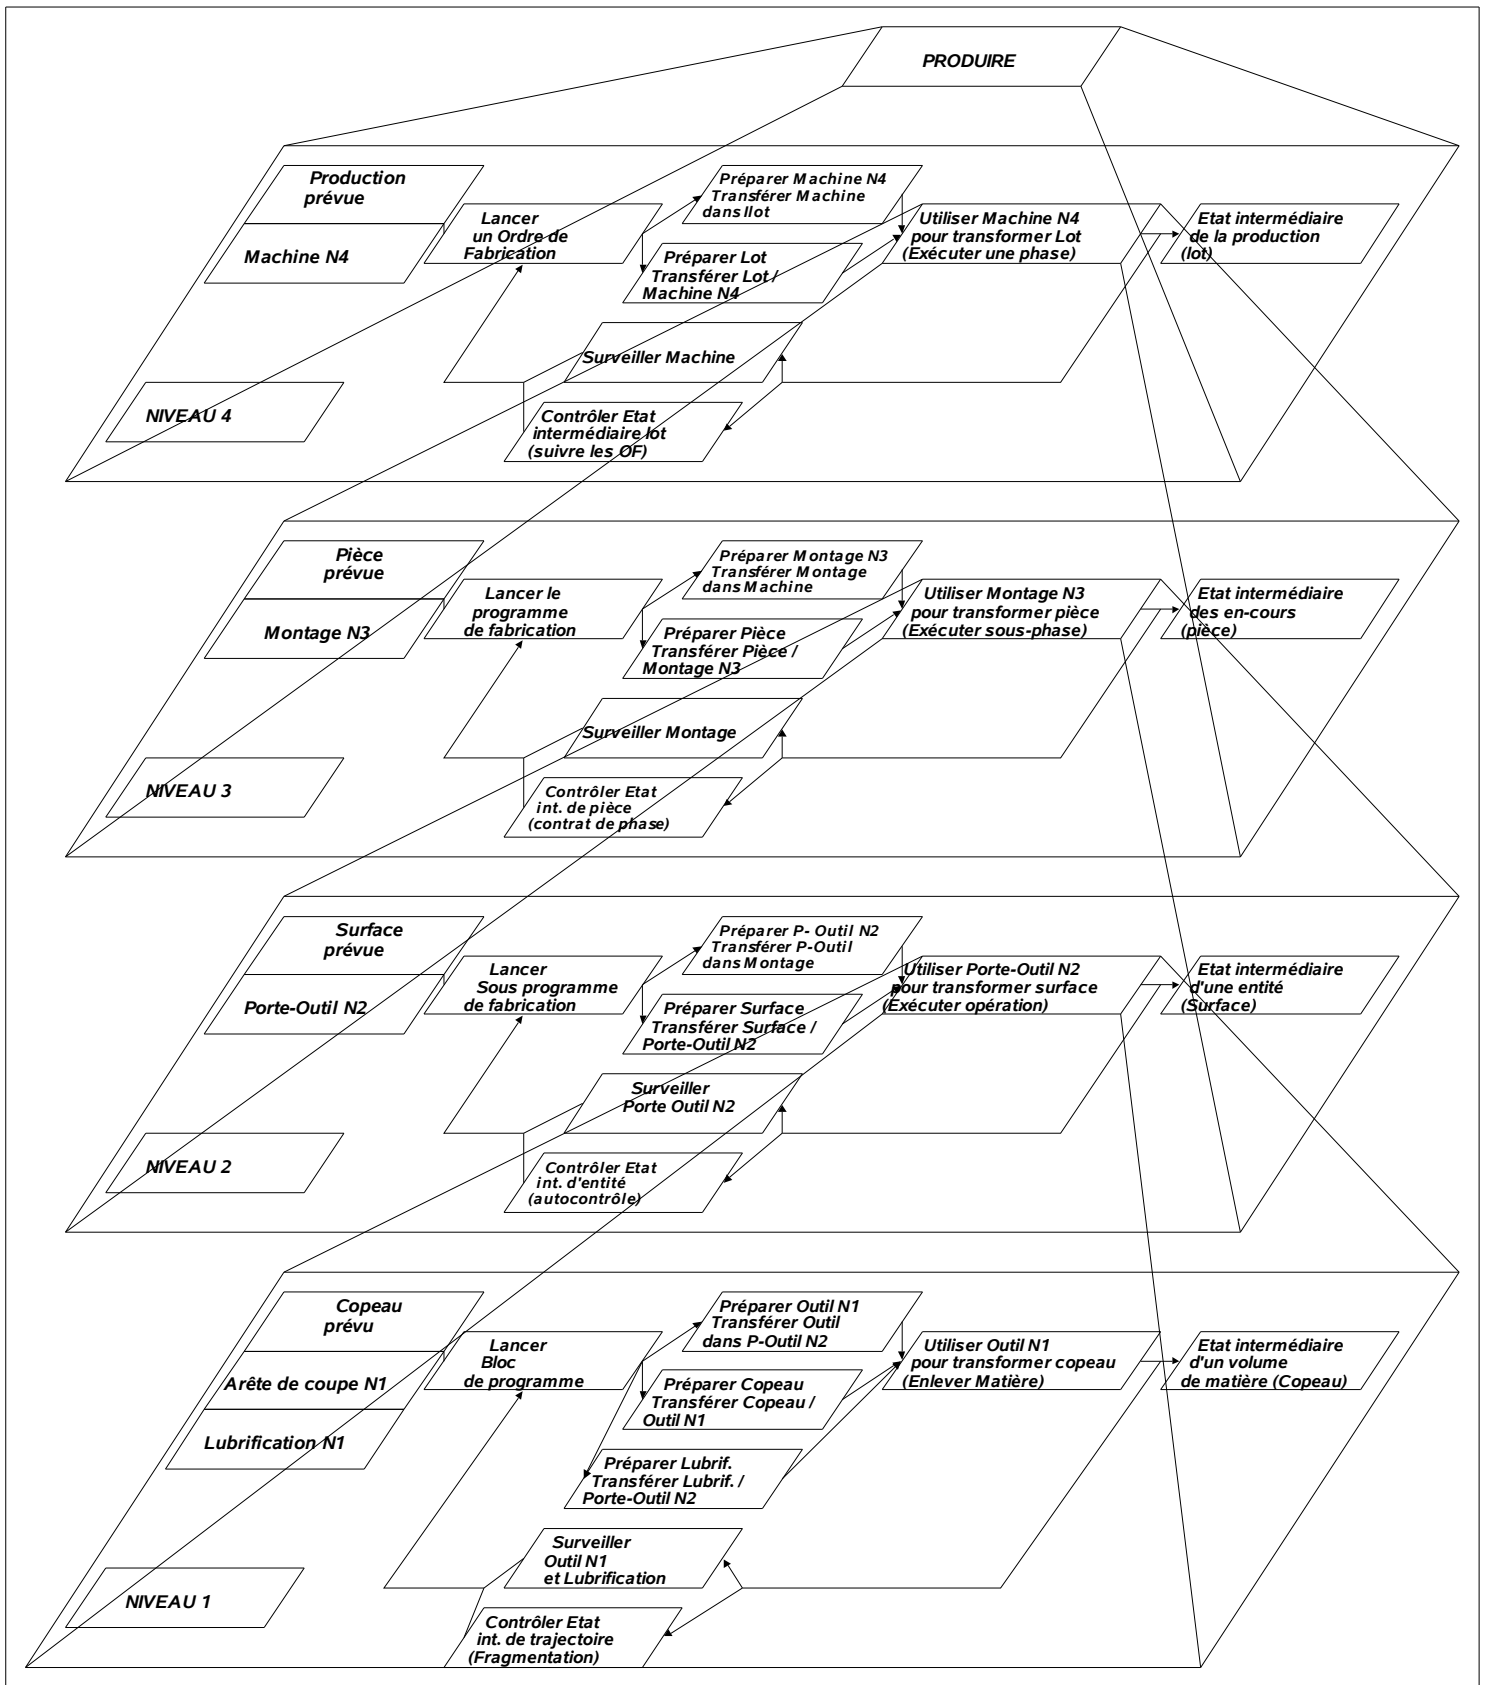 PRODUIRE
Production
prévue
Machine N4
Lancer
un Ordre de
Fabrication
Préparer Machine N4
Transférer Machine
dans Ilot
Préparer Lot
Transférer Lot /
Machine N4
Utiliser Machine N4
pour transformer Lot
(Exécuter une phase)
Etat intermédiaire
de la production
(lot)
Surveiller Machine
Contrôler Etat
intermédiaire lot
(suivre les OF)
NIVEAU 4
Pièce
prévue
Montage N3
Lancer le
programme
de fabrication
Préparer Montage N3
Transférer Montage
dans Machine
Préparer Pièce
Transférer Pièce /
Montage N3
Utiliser Montage N3
pour transformer pièce
(Exécuter sous-phase)
Etat intermédiaire
des en-cours
(pièce)
Surveiller Montage
Contrôler Etat
int. de pièce
(contrat de phase)
NIVEAU 3
Surface
prévue
Porte-Outil N2
Lancer
Sous programme
de fabrication
Préparer P- Outil N2
Transférer P-Outil
dans Montage
Préparer Surface
Transférer Surface /
Porte-Outil N2
Utiliser Porte-Outil N2
pour transformer surface
(Exécuter opération)
Etat intermédiaire
d'une entité
(Surface)
Surveiller
Porte Outil N2
Contrôler Etat
int. d'entité
(autocontrôle)
NIVEAU 2
Copeau
prévu
Arête de coupe N1
Lubrification N1
Lancer
Bloc
de programme
Préparer Outil N1
Transférer Outil
dans P-Outil N2
Préparer Copeau
Transférer Copeau /
Outil N1
Préparer Lubrif.
Transférer Lubrif. /
Porte-Outil N2
Utiliser Outil N1
pour transformer copeau
(Enlever Matière)
Etat intermédiaire
d'un volume
de matière (Copeau)
Surveiller
Outil N1
et Lubrification
Contrôler Etat
int. de trajectoire
(Fragmentation)
NIVEAU 1